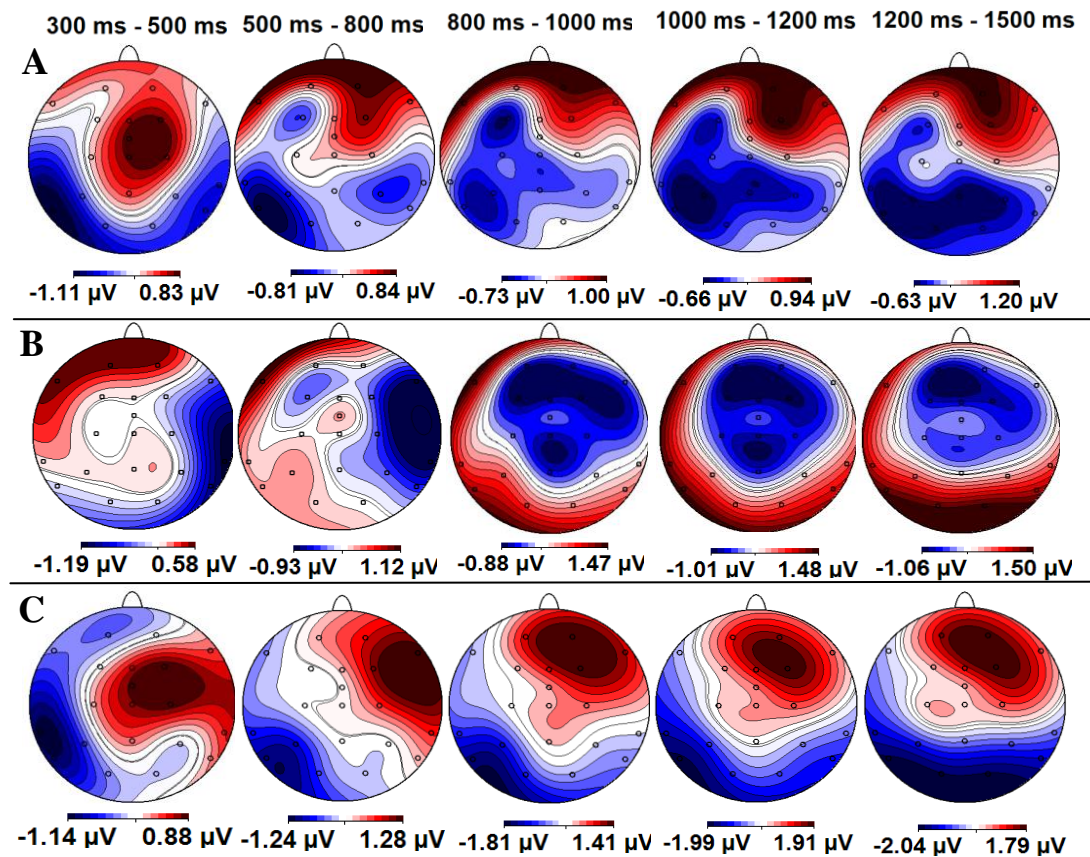 300 ms - 500 ms 500 ms - 800 ms 800 ms - 1000 ms 1000 ms - 1200 ms 1200 ms - 1500 ms
A
-1.11 µV 0.83 µV -0.81 µV 0.84 µV -0.73 µV 1.00 µV -0.66 µV 0.94 µV -0.63 µV 1.20 µV
B
-1.19 µV 0.58 µV -0.93 µV 1.12 µV -0.88 µV 1.47 µV -1.01 µV 1.48 µV -1.06 µV 1.50 µV
C
-1.14 µV 0.88 µV -1.24 µV 1.28 µV -1.81 µV 1.41 µV -1.99 µV 1.91 µV -2.04 µV 1.79 µV